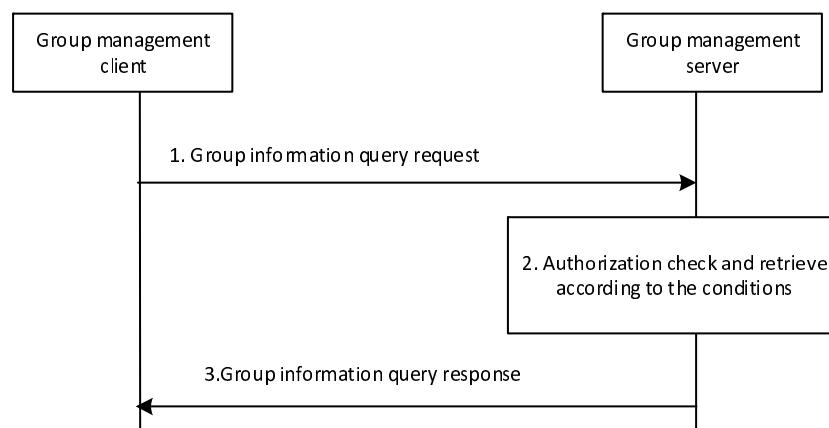 Group management
client
Group management
server
1. Group information query request
2. Authorization check and retrieve
according to the conditions
3.Group information query response